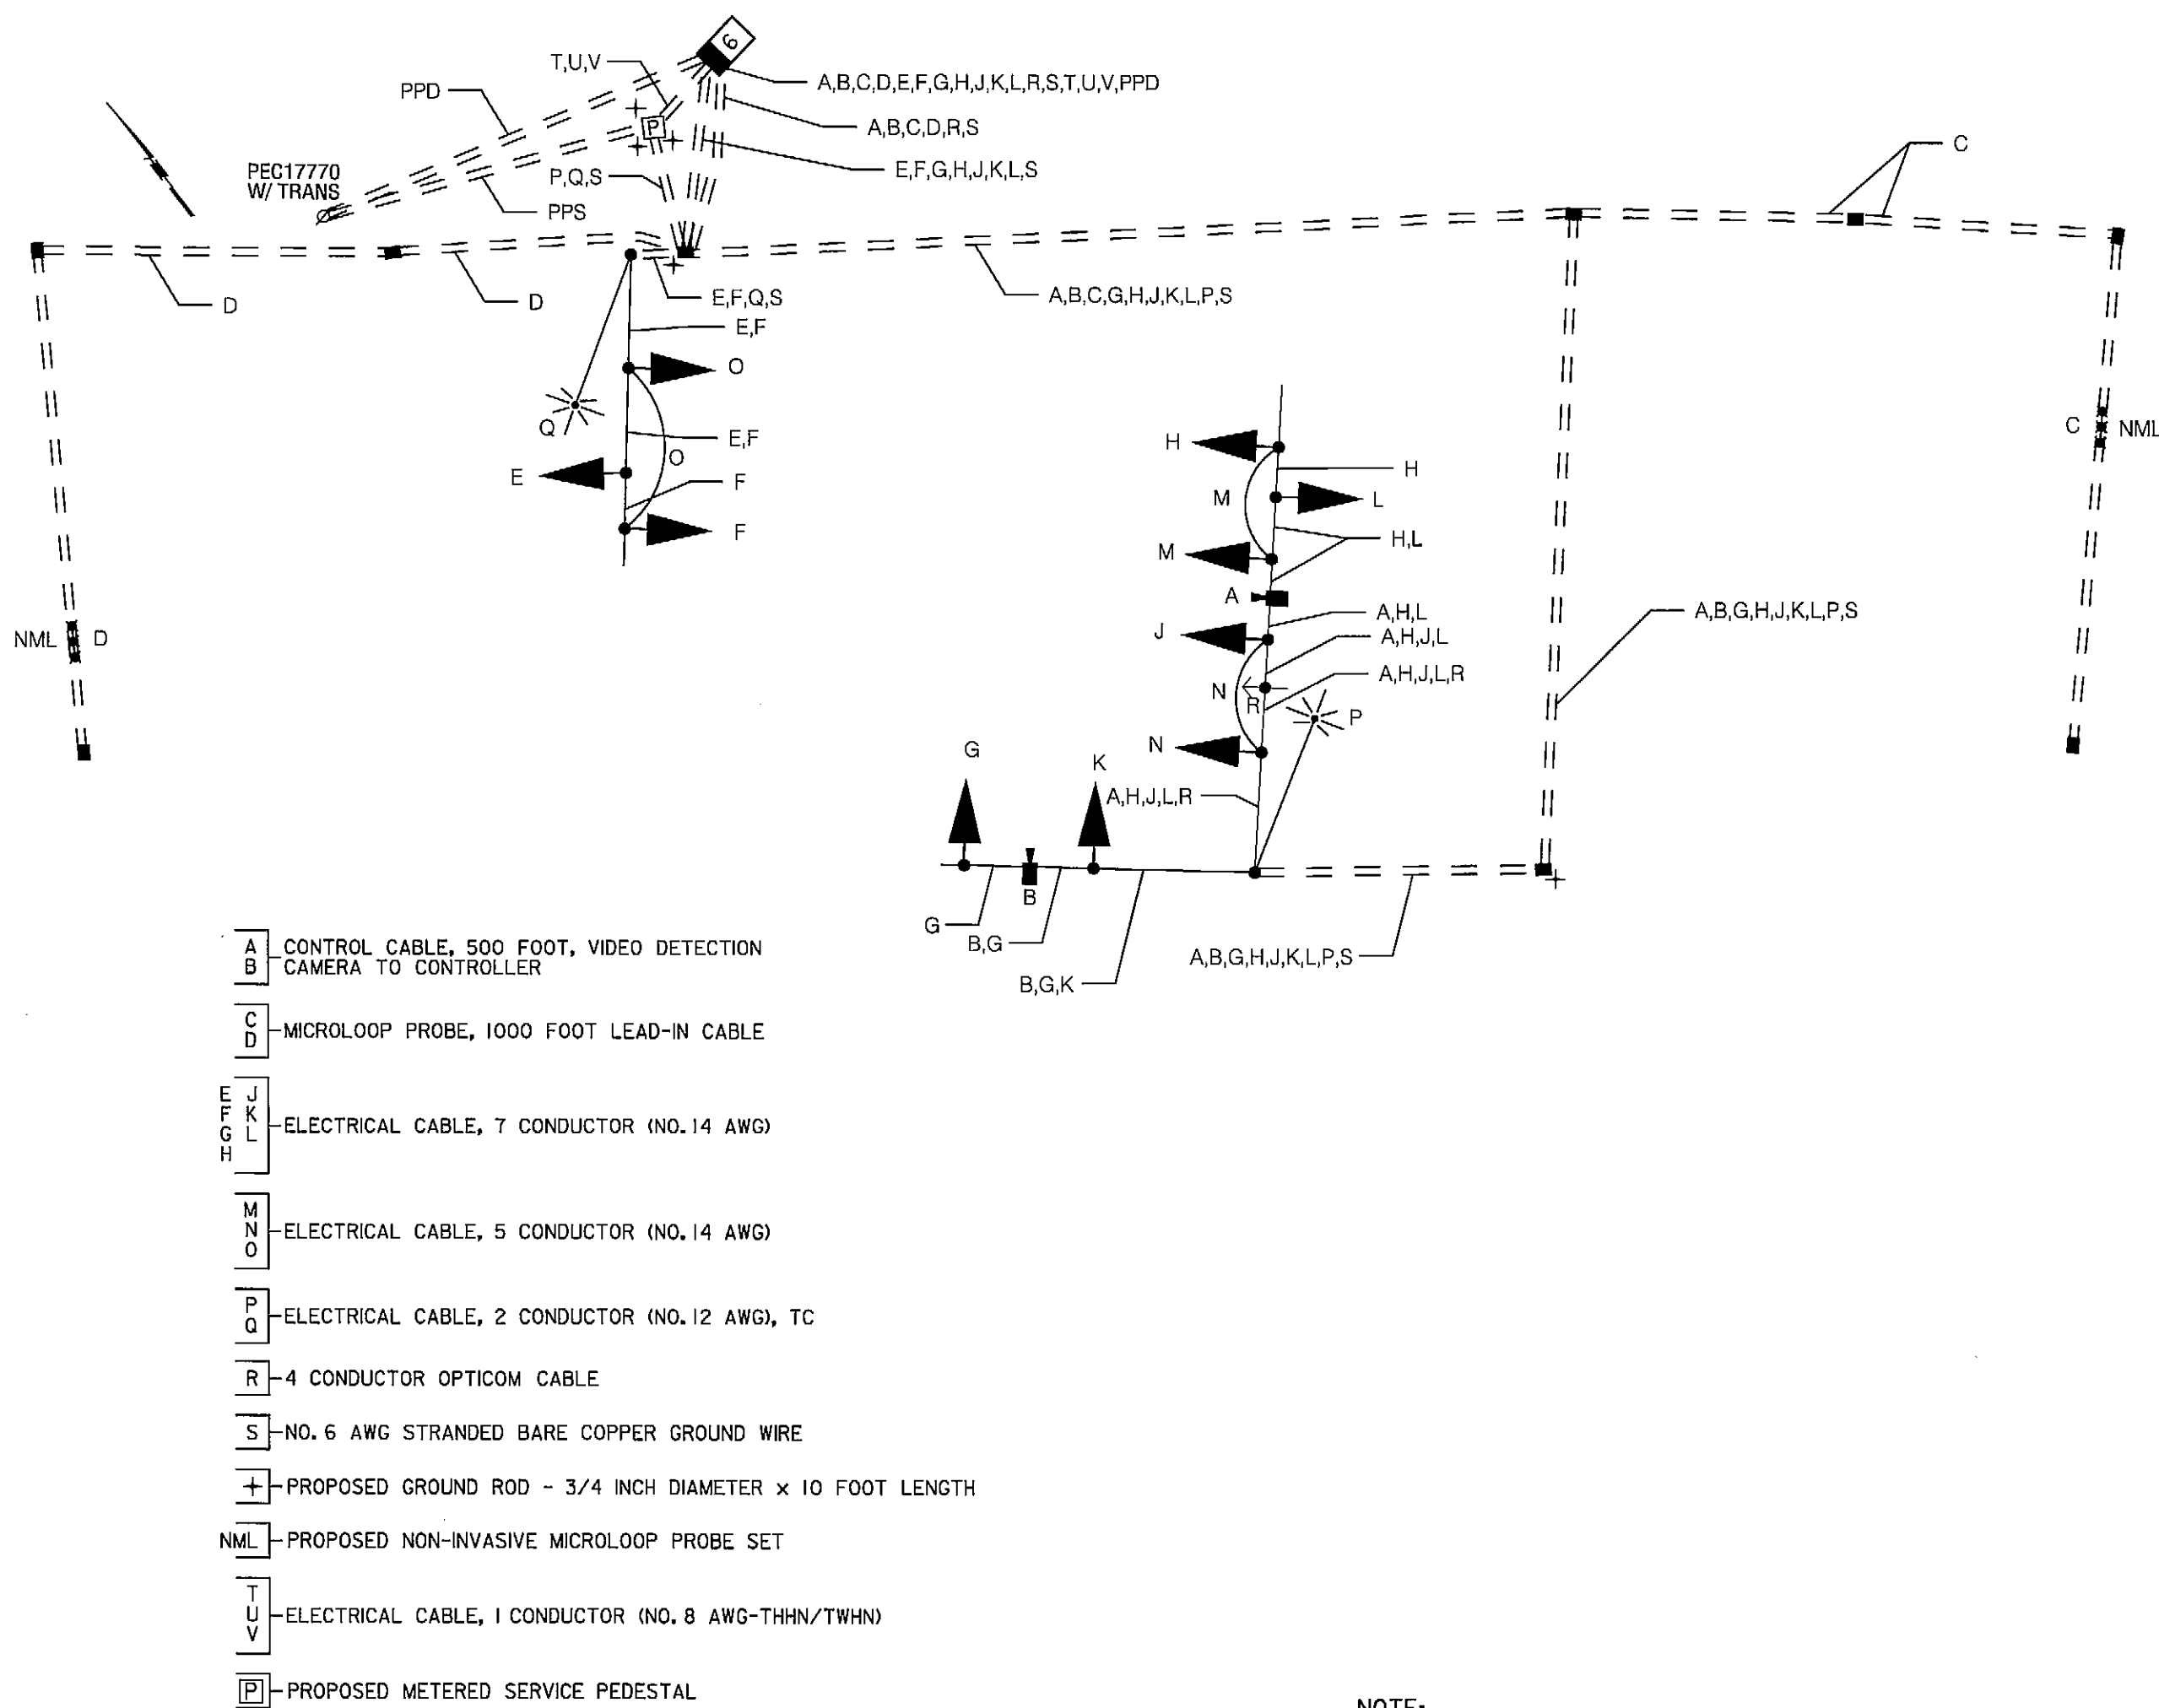 6
T,U,V
A,B,C,D,E,F,G,H,J,K,L,R,S,T,U,V,PPD
PPD
P
A,B,C,D,R,S
C
PEC17770
W/ TRANS
P,Q,S
E,F,G,H,J,K,L,S
PPS
D
D
E,F,Q,S
A,B,C,G,H,J,K,L,P,S
E,F
O
Q
E,F
O
E
F
F
H
H
M
L
H,L
M
A
C
NML
NML
D
A,H,L
J
A,H,J,L
A,H,J,L,R
N
R
P
A,B,G,H,J,K,L,P,S
N
G
K
A,H,J,L,R
B
G
B,G
A,B,G,H,J,K,L,P,S
B,G,K
A CONTROL CABLE, 500 FOOT, VIDEO DETECTION
B CAMERA TO CONTROLLER
C
D
MICROLOOP PROBE, 1000 FOOT LEAD-IN CABLE
E J
F K
G L
H
ELECTRICAL CABLE, 7 CONDUCTOR (NO.14 AWG)
M
N
O
ELECTRICAL CABLE, 5 CONDUCTOR (NO.14 AWG)
P
Q
ELECTRICAL CABLE, 2 CONDUCTOR (NO.12 AWG), TC
R 4 CONDUCTOR OPTICOM CABLE
S NO. 6 AWG STRANDED BARE COPPER GROUND WIRE
+ PROPOSED GROUND ROD - 3/4 INCH DIAMETER x 10 FOOT LENGTH
NML PROPOSED NON-INVASIVE MICROLOOP PROBE SET
T
U
V
ELECTRICAL CABLE, 1 CONDUCTOR (NO. 8 AWG-THHN/TWHN)
P PROPOSED METERED SERVICE PEDESTAL
NOTE: